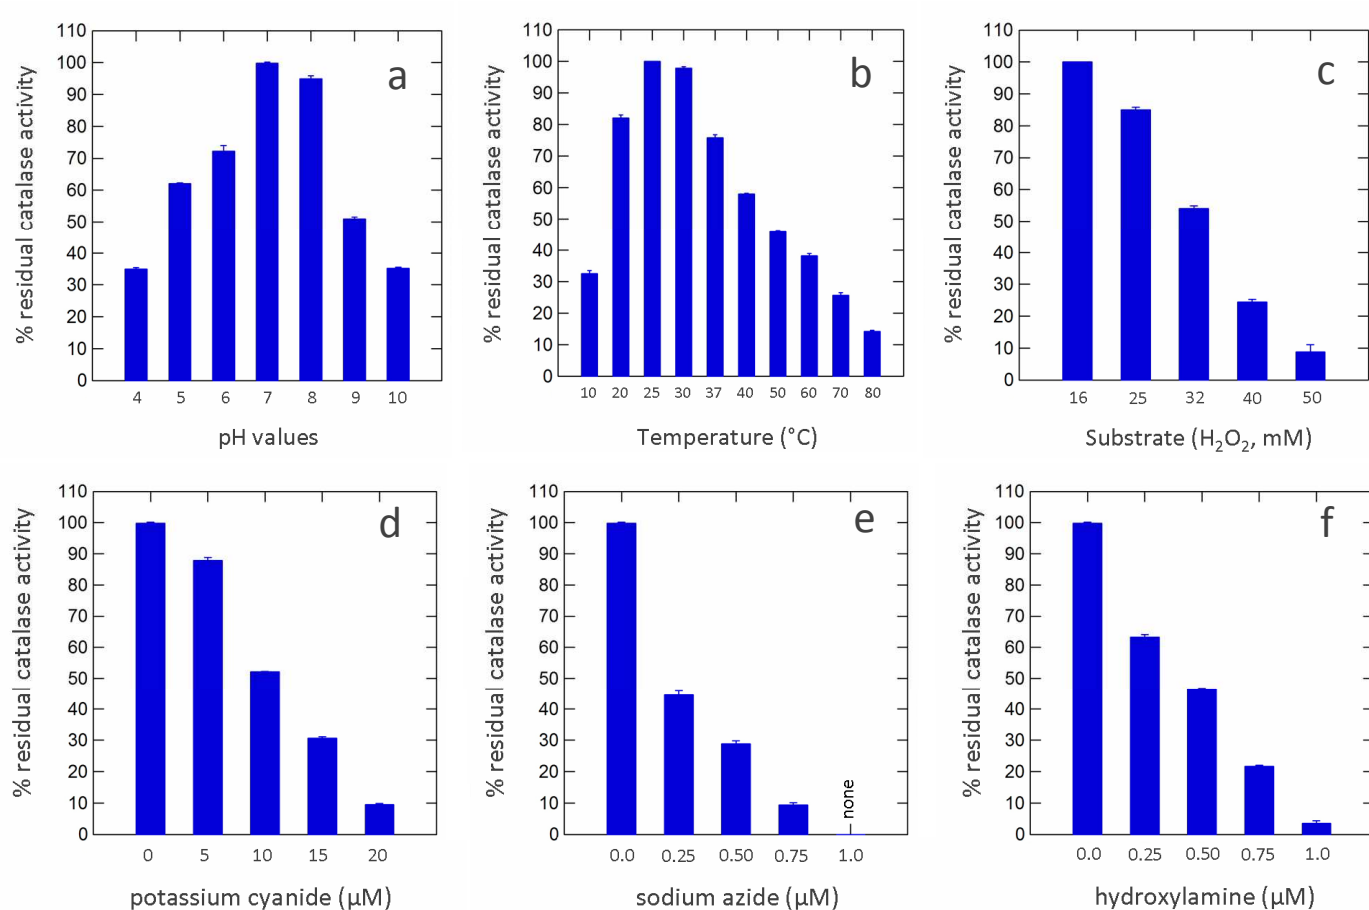 110
100
90
80
70
60
50
40
30
20
10
0
% residual catalase activity
a
4 5 6 7 8 9 10
pH values
110
100
90
80
70
60
50
40
30
20
10
0
% residual catalase activity
b
10 20 25 30 37 40 50 60 70 80
Temperature (°C)
110
100
90
80
70
60
50
40
30
20
10
0
% residual catalase activity
c
16 25 32 40 50
Substrate (H₂O₂, mM)
110
100
90
80
70
60
50
40
30
20
10
0
% residual catalase activity
d
0 5 10 15 20
potassium cyanide (μM)
110
100
90
80
70
60
50
40
30
20
10
0
% residual catalase activity
e
none
0.0 0.25 0.50 0.75 1.0
sodium azide (μM)
110
100
90
80
70
60
50
40
30
20
10
0
% residual catalase activity
f
0.0 0.25 0.50 0.75 1.0
hydroxylamine (μM)